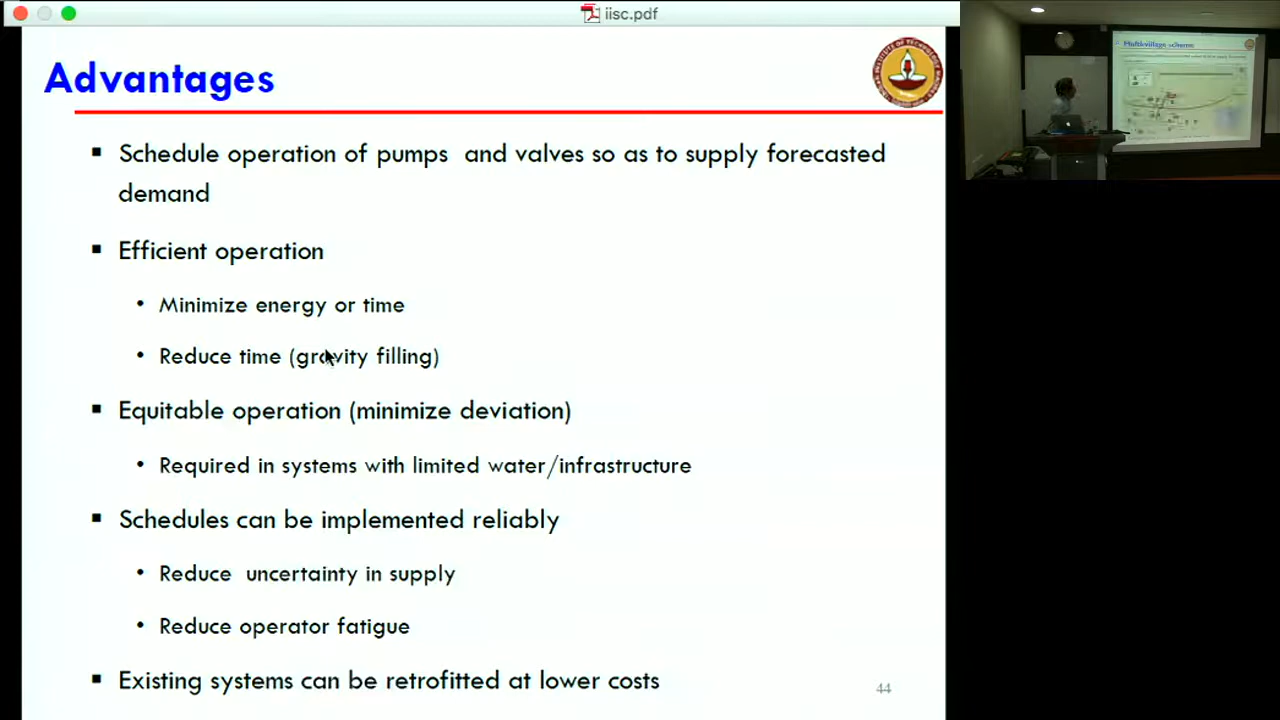 iisc.pdf
Advantages
Schedule operation of pumps and valves so as to supply forecasted
demand
Efficient operation
Minimize energy or time
Reduce time (gravity filling)
Equitable operation (minimize deviation)
Required in systems with limited water/infrastructure
Schedules can be implemented reliably
Reduce uncertainty in supply
Reduce operator fatigue
Existing systems can be retrofitted at lower costs
44